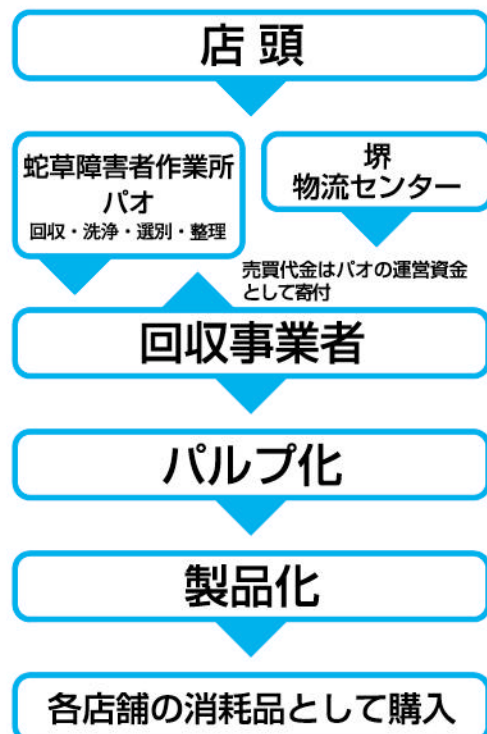 店頭
蛇草障害者作業所
パオ
回収・洗浄・選別・整理
堺
物流センター
売買代金はパオの運営資金
として寄付
回収事業者
パルプ化
製品化
各店舗の消耗品として購入